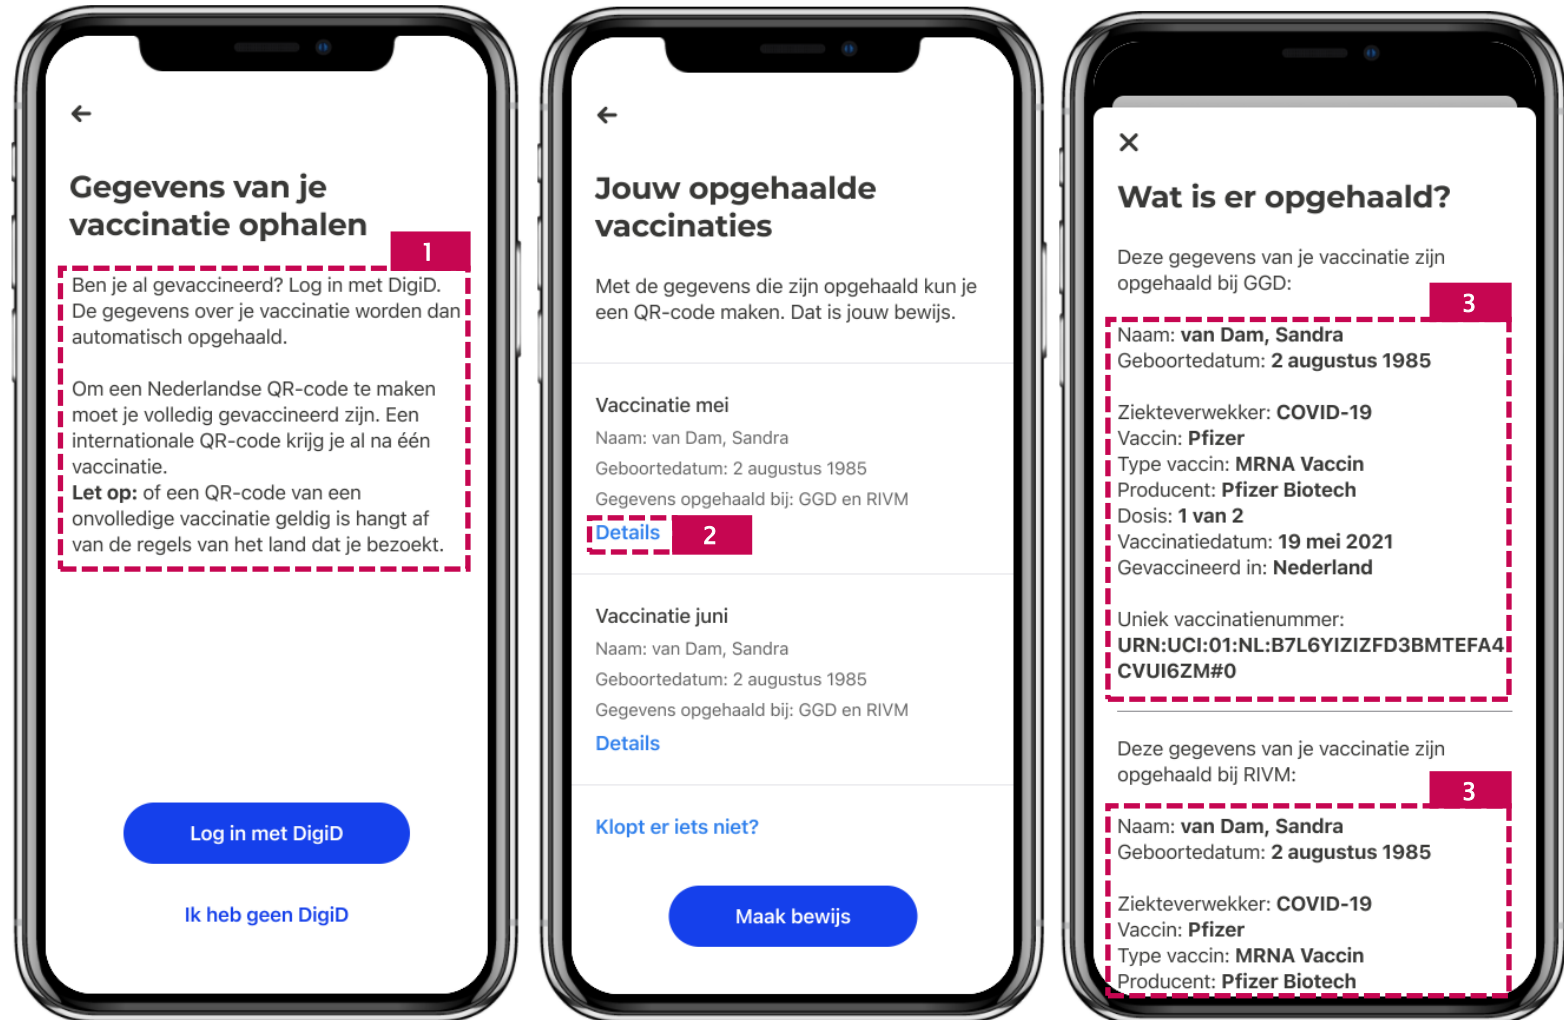 Gegevens van je
vaccinatie ophalen
1
Ben je al gevaccineerd? Log in met DigiD.
De gegevens over je vaccinatie worden dan
automatisch opgehaald.
Om een Nederlandse QR-code te maken
moet je volledig gevaccineerd zijn. Een
internationale QR-code krijg je al na één
vaccinatie.
Let op: of een QR-code van een
onvolledige vaccinatie geldig is hangt af
van de regels van het land dat je bezoekt.
Log in met DigiD
Ik heb geen DigiD
Jouw opgehaalde
vaccinaties
Met de gegevens die zijn opgehaald kun je
een QR-code maken. Dat is jouw bewijs.
Vaccinatie mei
Naam: van Dam, Sandra
Geboortedatum: 2 augustus 1985
Gegevens opgehaald bij: GGD en RIVM
Details 2
Vaccinatie juni
Naam: van Dam, Sandra
Geboortedatum: 2 augustus 1985
Gegevens opgehaald bij: GGD en RIVM
Details
Klopt er iets niet?
Maak bewijs
Wat is er opgehaald?
Deze gegevens van je vaccinatie zijn
opgehaald bij GGD:
3
Naam: van Dam, Sandra
Geboortedatum: 2 augustus 1985
Ziekteverwekker: COVID-19
Vaccin: Pfizer
Type vaccin: MRNA Vaccin
Producent: Pfizer Biotech
Dosis: 1 van 2
Vaccinatiedatum: 19 mei 2021
Gevaccineerd in: Nederland
Uniek vaccinatienummer:
URN:UCI:01:NL:B7L6YIZIZFD3BMTEFA4
CVUI6ZM#0
Deze gegevens van je vaccinatie zijn
opgehaald bij RIVM:
3
Naam: van Dam, Sandra
Geboortedatum: 2 augustus 1985
Ziekteverwekker: COVID-19
Vaccin: Pfizer
Type vaccin: MRNA Vaccin
Producent: Pfizer Biotech